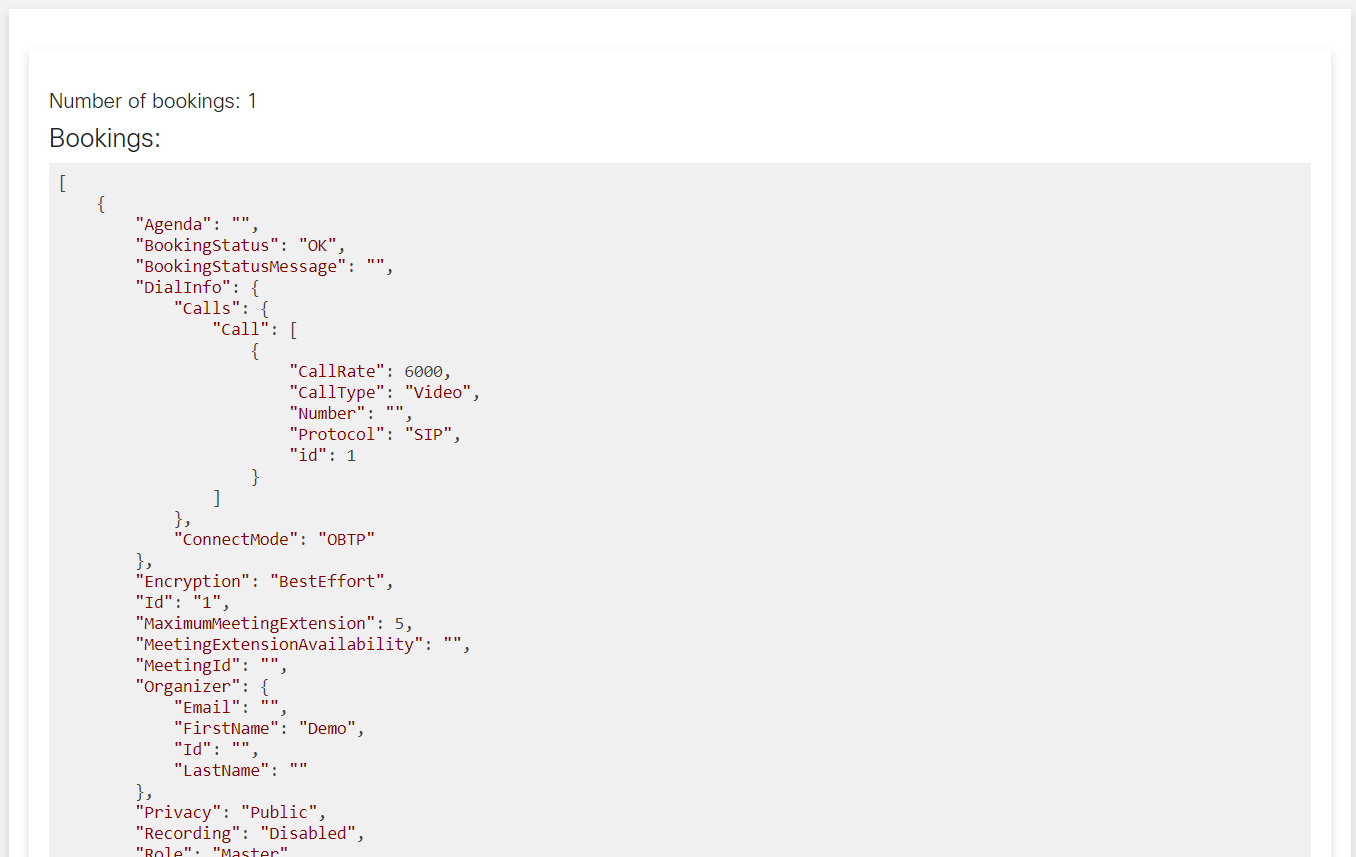 Number of bookings: 1
Bookings:
[
    {
        "Agenda": "",
        "BookingStatus": "OK",
        "BookingStatusMessage": "",
        "DialInfo": {
            "Calls": {
                "Call": [
                    {
                        "CallRate": 6000,
                        "CallType": "Video",
                        "Number": "",
                        "Protocol": "SIP",
                        "id": 1
                    }
                ]
            },
            "ConnectMode": "OBTP"
        },
        "Encryption": "BestEffort",
        "Id": "1",
        "MaximumMeetingExtension": 5,
        "MeetingExtensionAvailability": "",
        "MeetingId": "",
        "Organizer": {
            "Email": "",
            "FirstName": "Demo",
            "Id": "",
            "LastName": ""
        },
        "Privacy": "Public",
        "Recording": "Disabled",
        "Role": "Master"